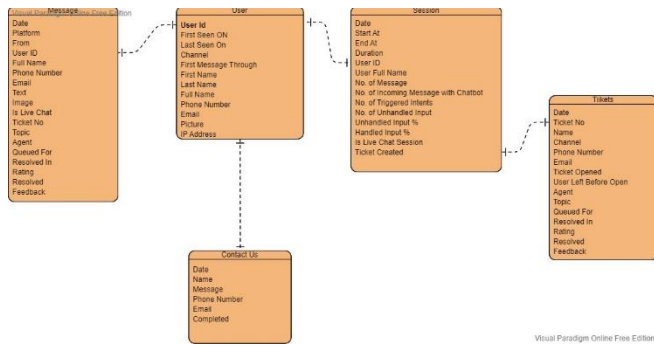 Visual Paradigm Online Free Edition
Message
Date
Platform
From
User ID
Full Name
Phone Number
Email
Text
Image
Is Live Chat
Ticket No
Topic
Agent
Queued For
Resolved In
Rating
Resolved
Feedback
User
User Id
First Seen ON
Last Seen On
Channel
First Message Through
First Name
Last Name
Full Name
Phone Number
Email
Picture
IP Address
Session
Date
Start At
End At
Duration
User ID
User Full Name
No. of Message
No. of Incoming Message with Chatbot
No. of Triggered Intents
No. of Unhandled Input
Unhandled Input %
Handled Input %
Is Live Chat Session
Ticket Created
Tikets
Date
Ticket No
Name
Channel
Phone Number
Email
Ticket Opened
User Left Before Open
Agent
Topic
Queued For
Resolved In
Rating
Resolved
Feedback
Contact Us
Date
Name
Message
Phone Number
Email
Completed
Visual Paradigm Online Free Edition